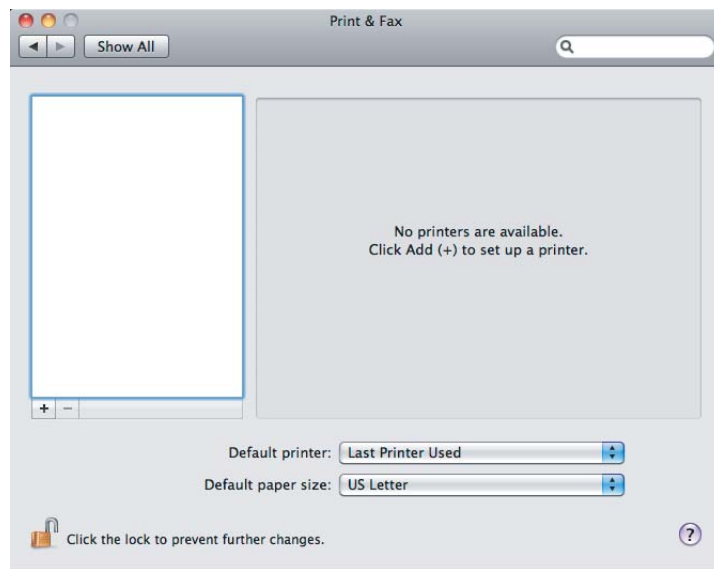 Print & Fax
Show All
No printers are available.
Click Add (+) to set up a printer.
+ −
Default printer: Last Printer Used
Default paper size: US Letter
Click the lock to prevent further changes.
?